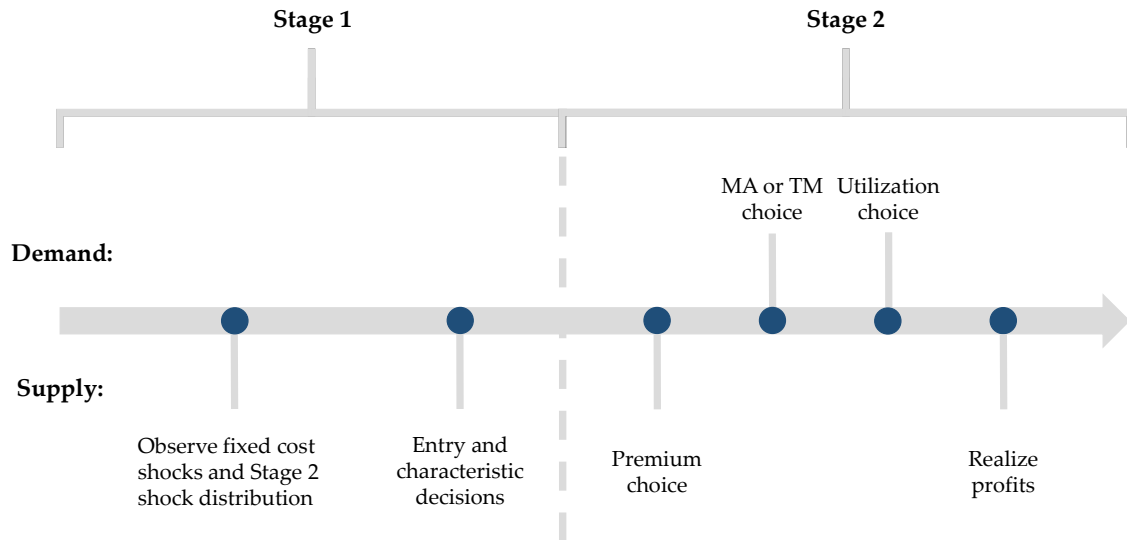 Stage 1
Stage 2
MA or TM
choice
Utilization
choice
Demand:
Supply:
Observe fixed cost
shocks and Stage 2
shock distribution
Entry and
characteristic
decisions
Premium
choice
Realize
profits